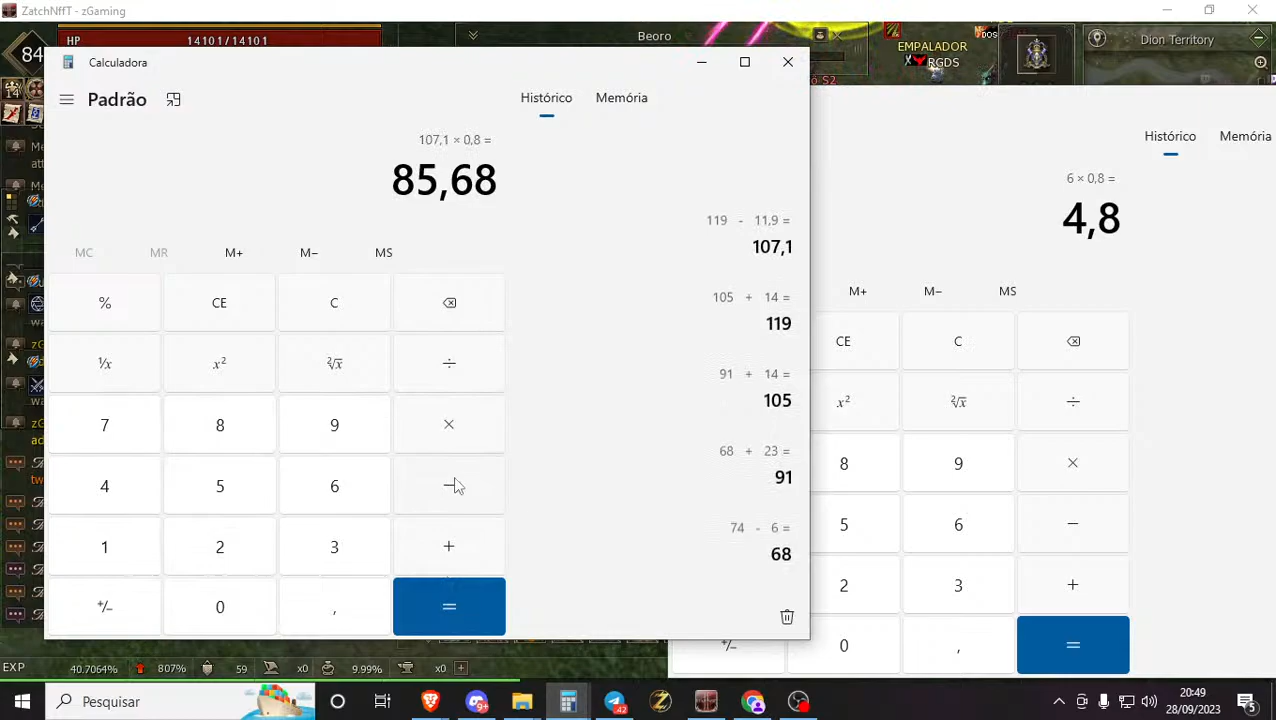 ZatchNffT - zGaming
84
HP
14101/14101
Beoro
EMPALADOR
RGDS
Dion Territory
Calculadora
Padrão
Histórico
Memória
107,1 × 0,8 =
85,68
MC
MR
M+
M−
MS
%
CE
C
¹/x
x²
²√x
÷
7
8
9
×
4
5
6
−
1
2
3
+
+/−
0
,
=
119 - 11,9 =
107,1
105 + 14 =
119
91 + 14 =
105
68 + 23 =
91
74 - 6 =
68
Histórico
Memória
6 × 0,8 =
4,8
M+
M−
MS
CE
C
x²
²√x
÷
8
9
×
5
6
−
2
3
+
+/−
0
,
=
EXP
40.7064%
807%
59
x0
9.99%
x0
Pesquisar
20:49
28/09/2023